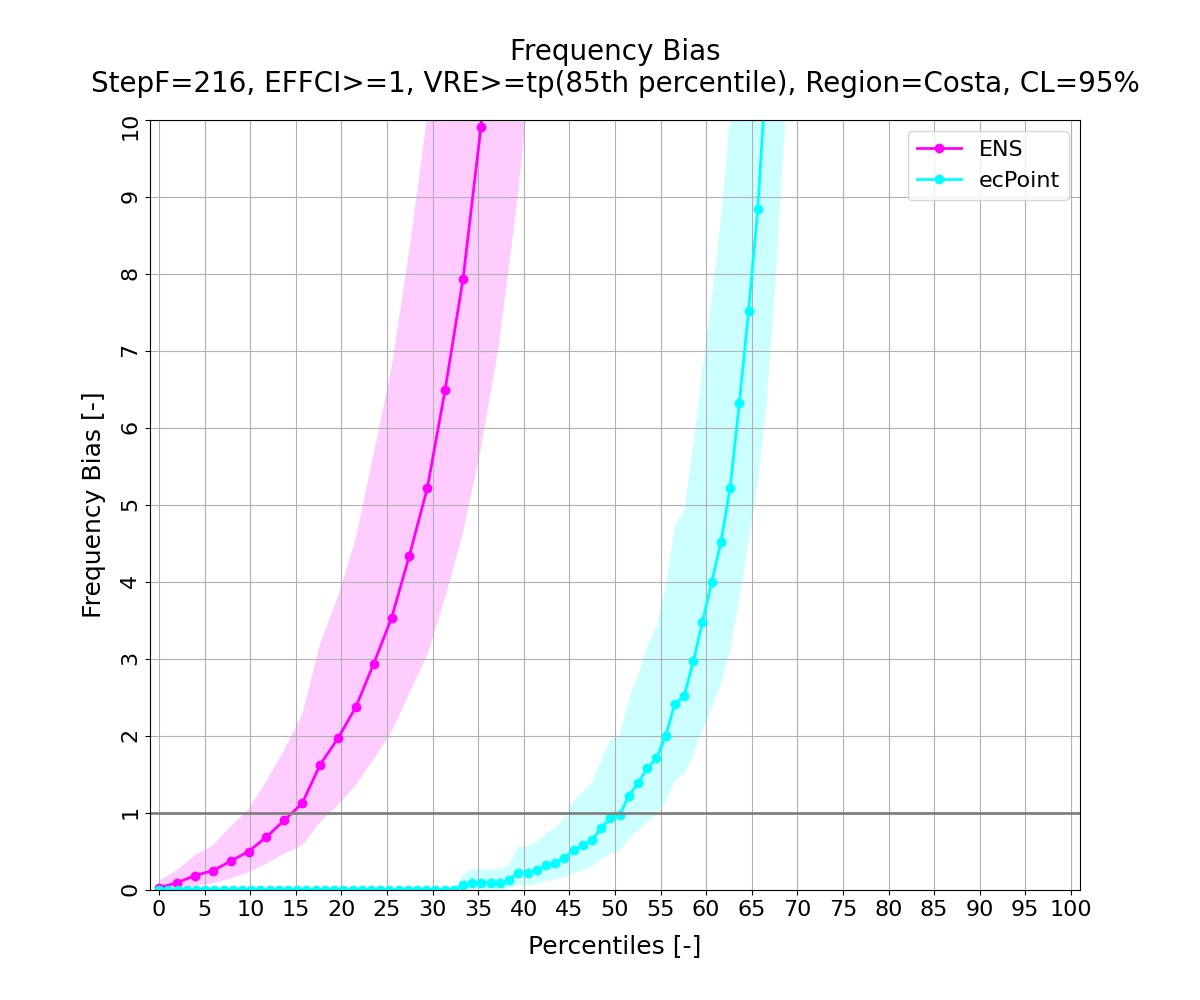 Frequency Bias
StepF=216, EFFCI>=1, VRE>=tp(85th percentile), Region=Costa, CL=95%
10
9
8
7
6
5
4
3
2
1
0
Frequency Bias [-]
ENS
ecPoint
0 5 10 15 20 25 30 35 40 45 50 55 60 65 70 75 80 85 90 95 100
Percentiles [-]